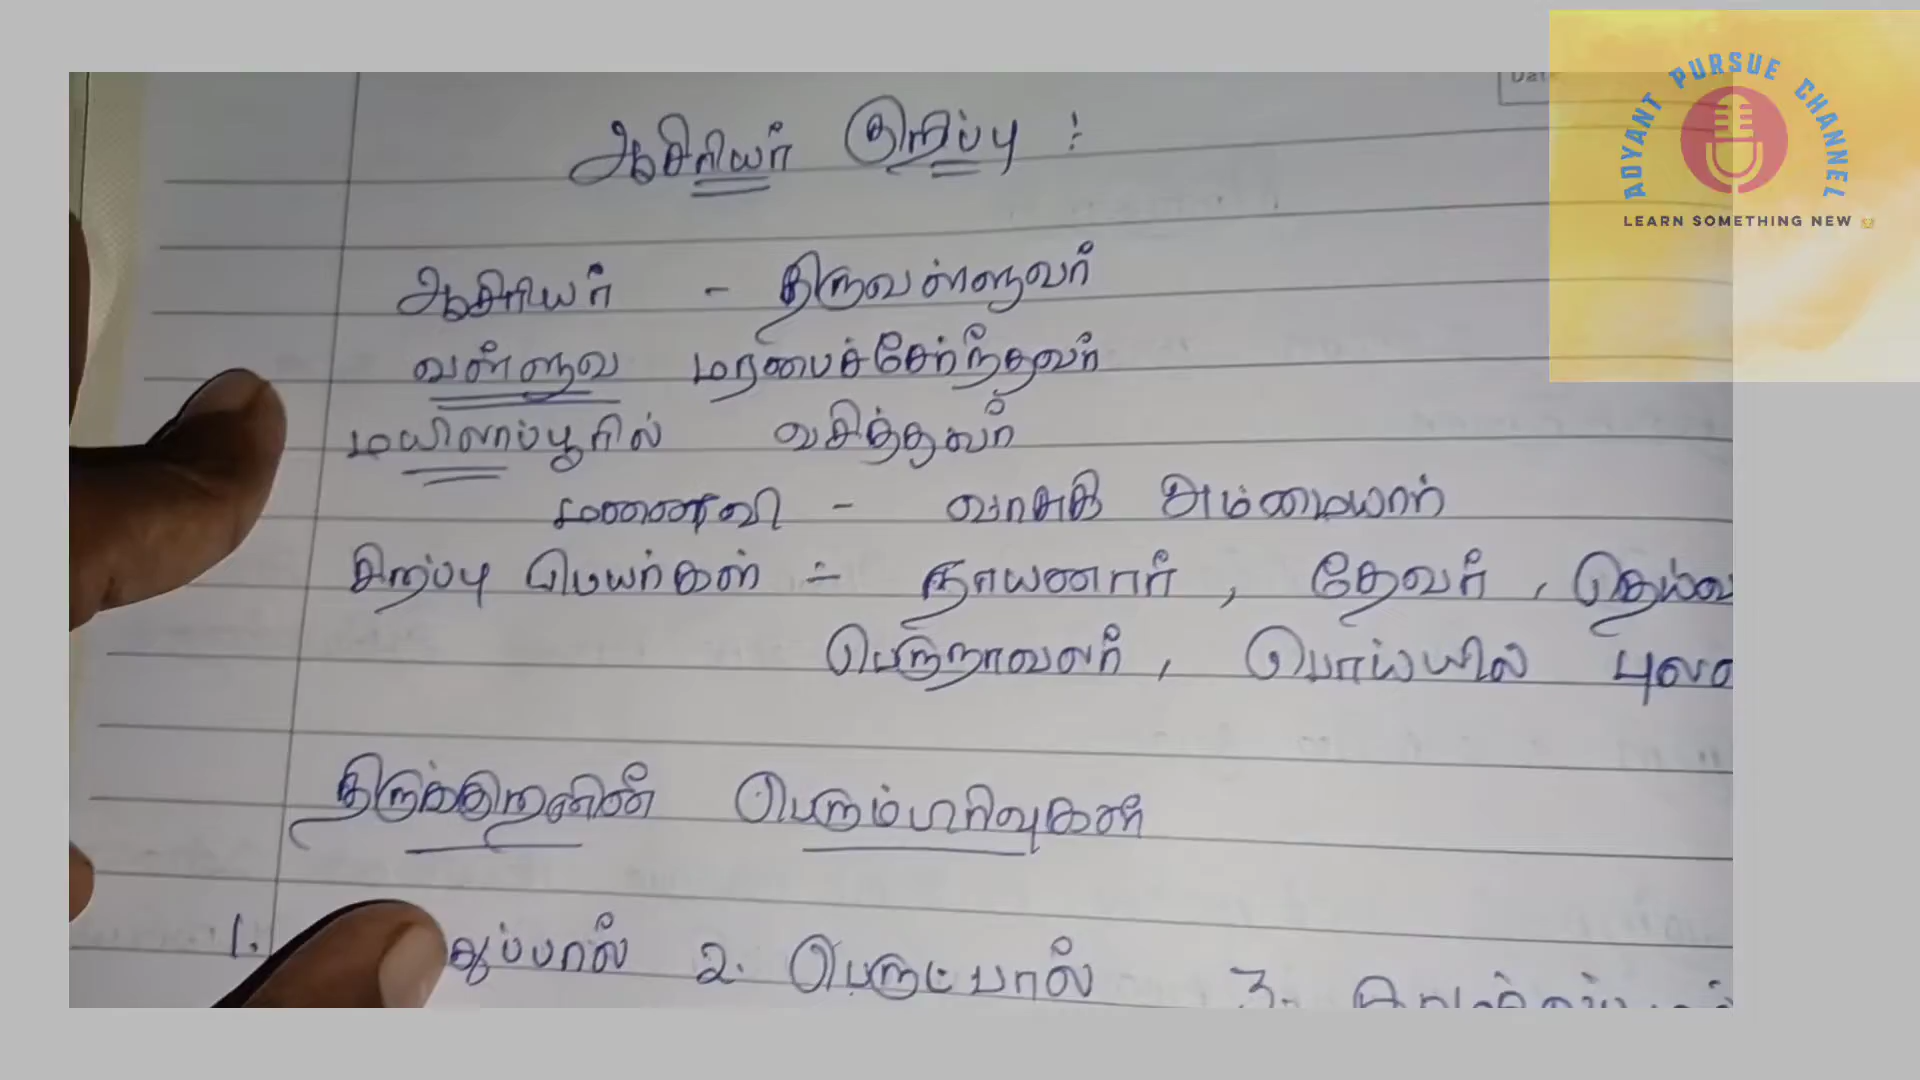 ஆசிரியர் குறிப்பு :
ADYANT PURSUE CHANNEL
LEARN SOMETHING NEW
ஆசிரியர் - திருவள்ளுவர்
வள்ளுவ மரபைச்சேர்ந்தவர்
மயிலாப்பூரில் வசித்தவர்
மனைவி - வாசுகி அம்மையார்
சிறப்பு பெயர்கள் :- நாயனார் , தேவர் , தெய்வ
பெருநாவலர் , பொய்யில் புல
திருக்குறளின் பெரும்பிரிவுகள்
1. துப்பால் 2. பெருட்பால் 3.